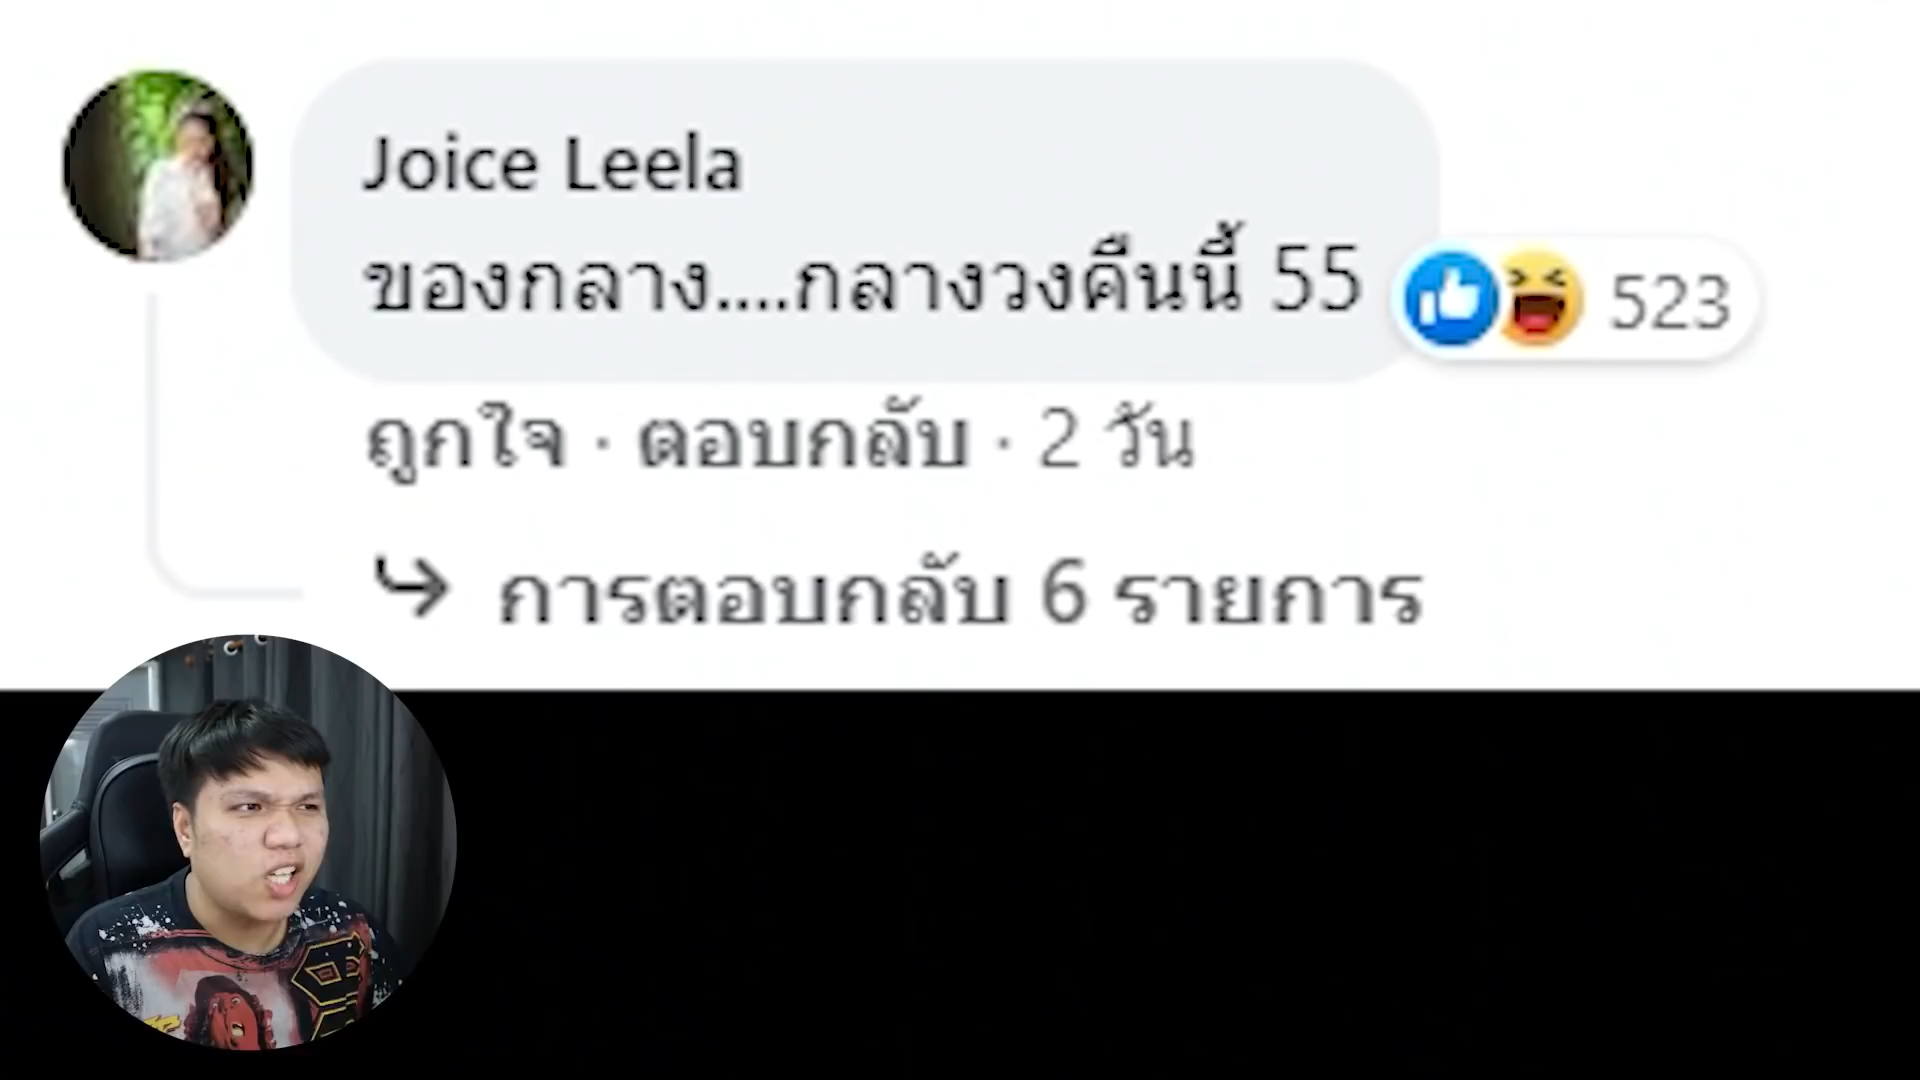 Joice Leela
ของกลาง....กลางวงคืนนี้ 55
523
ถูกใจ · ตอบกลับ · 2 วัน
การตอบกลับ 6 รายการ